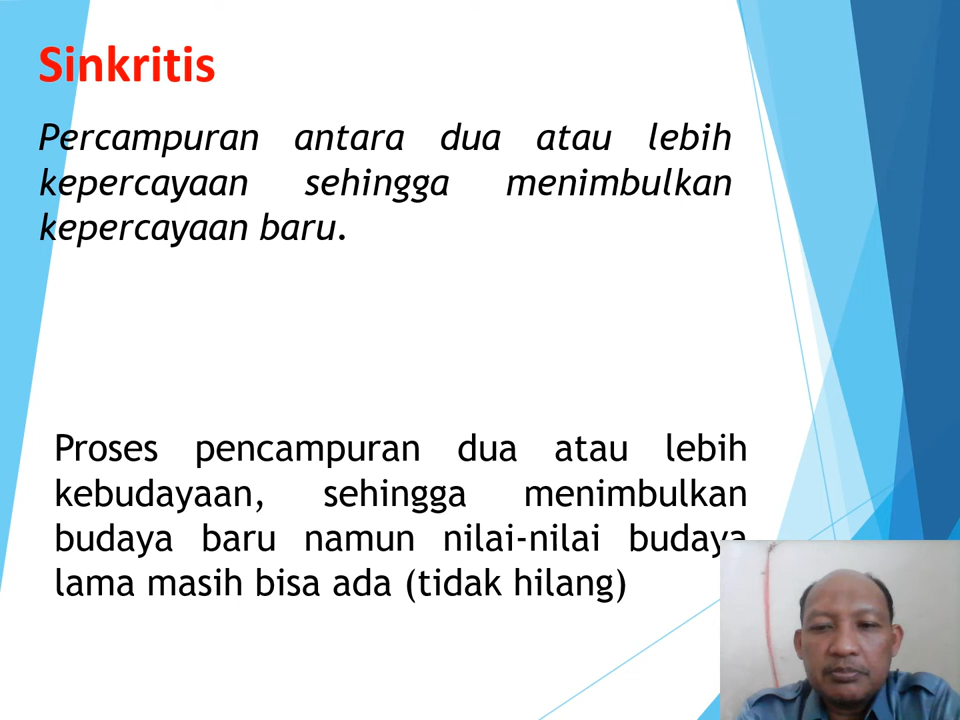 Sinkritis
Percampuran antara dua atau lebih
kepercayaan sehingga menimbulkan
kepercayaan baru.
Proses pencampuran dua atau lebih
kebudayaan, sehingga menimbulkan
budaya baru namun nilai-nilai budaya
lama masih bisa ada (tidak hilang)